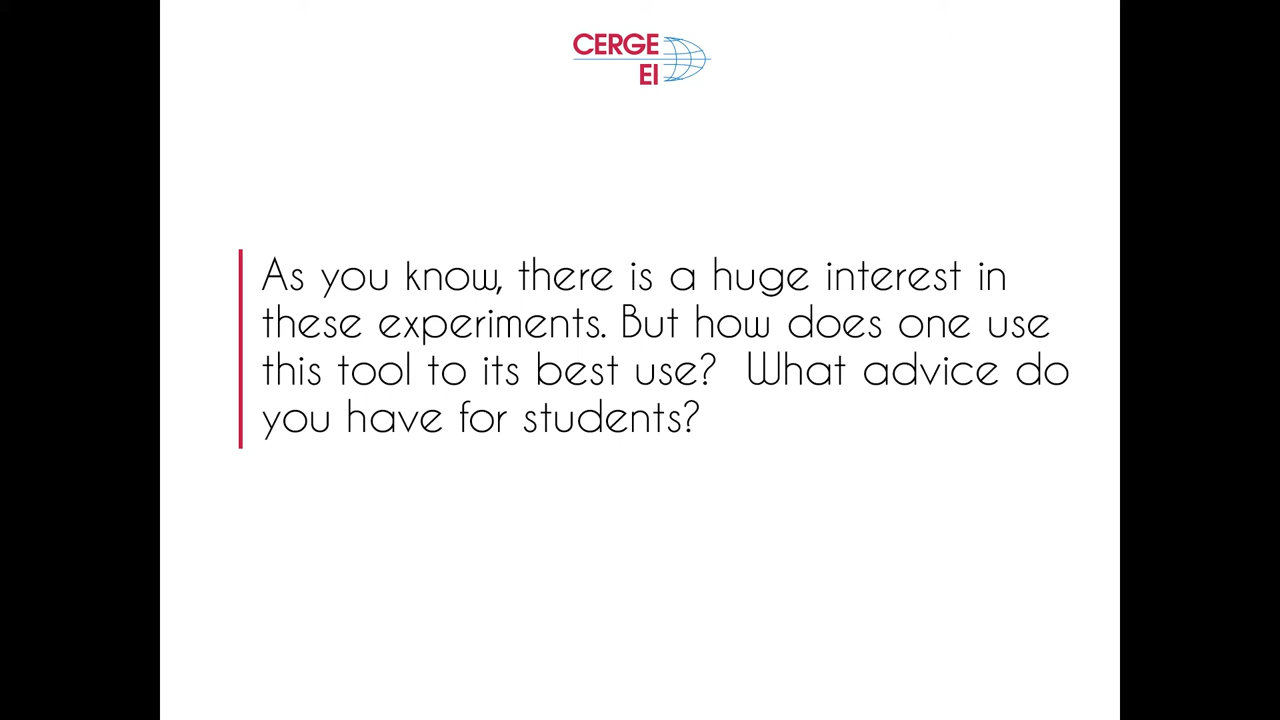 CERGE
EI
As you know, there is a huge interest in
these experiments. But how does one use
this tool to its best use?  What advice do
you have for students?